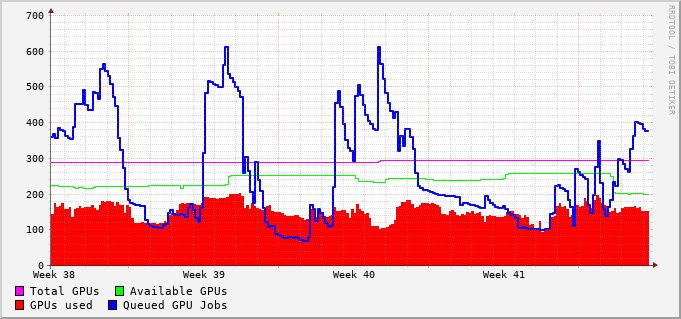 700
600
500
400
300
200
100
0
Week 38 Week 39 Week 40 Week 41
Total GPUs Available GPUs
GPUs used Queued GPU Jobs
RRDTOOL / TOBI OETIKER